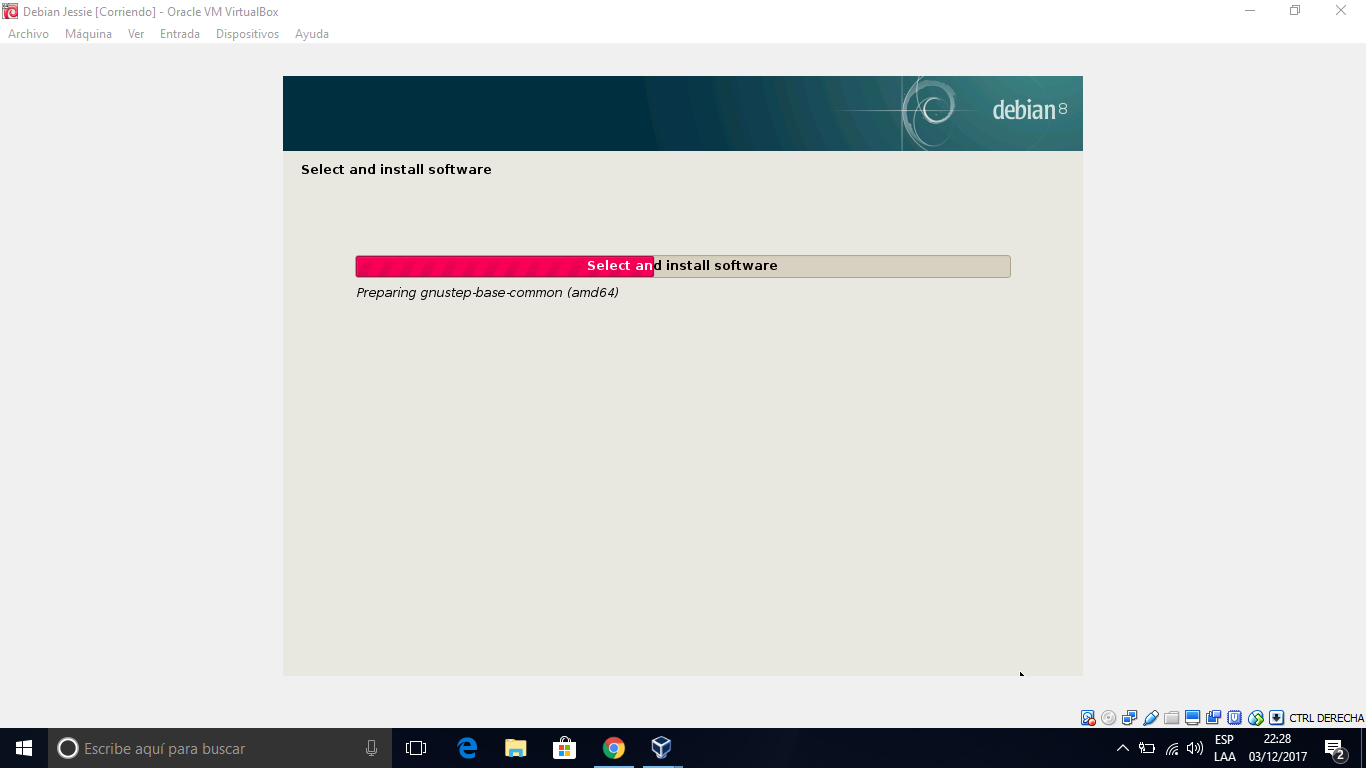 Debian Jessie [Corriendo] - Oracle VM VirtualBox
Archivo Máquina Ver Entrada Dispositivos Ayuda
debian 8
Select and install software
Select and install software
Preparing gnustep-base-common (amd64)
CTRL DERECHA
Escribe aquí para buscar
ESP
LAA
22:28
03/12/2017
2